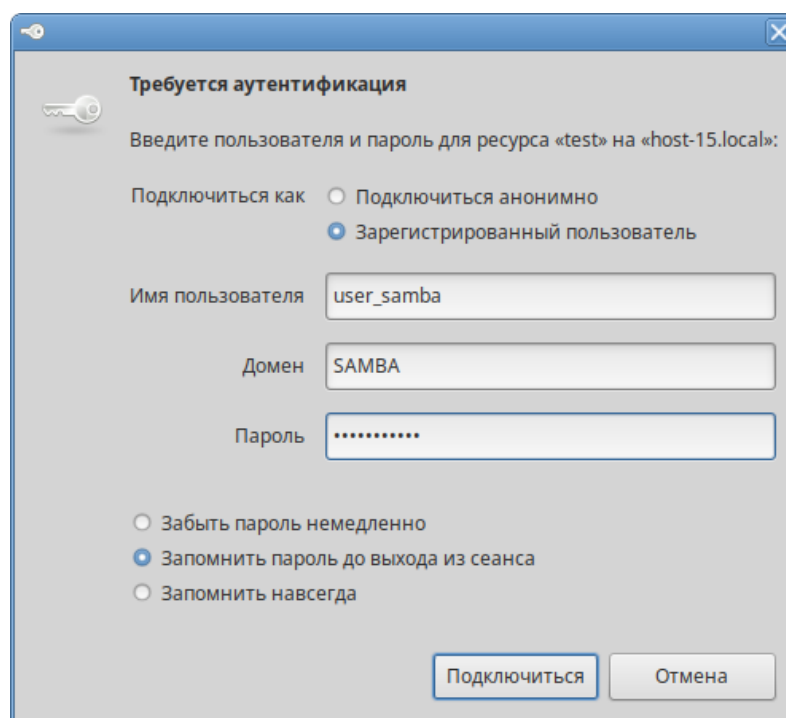 Требуется аутентификация
Введите пользователя и пароль для ресурса «test» на «host-15.local»:
Подключиться как
Подключиться анонимно
Зарегистрированный пользователь
Имя пользователя user_samba
Домен SAMBA
Пароль •••••••••••
Забыть пароль немедленно
Запомнить пароль до выхода из сеанса
Запомнить навсегда
Подключиться Отмена